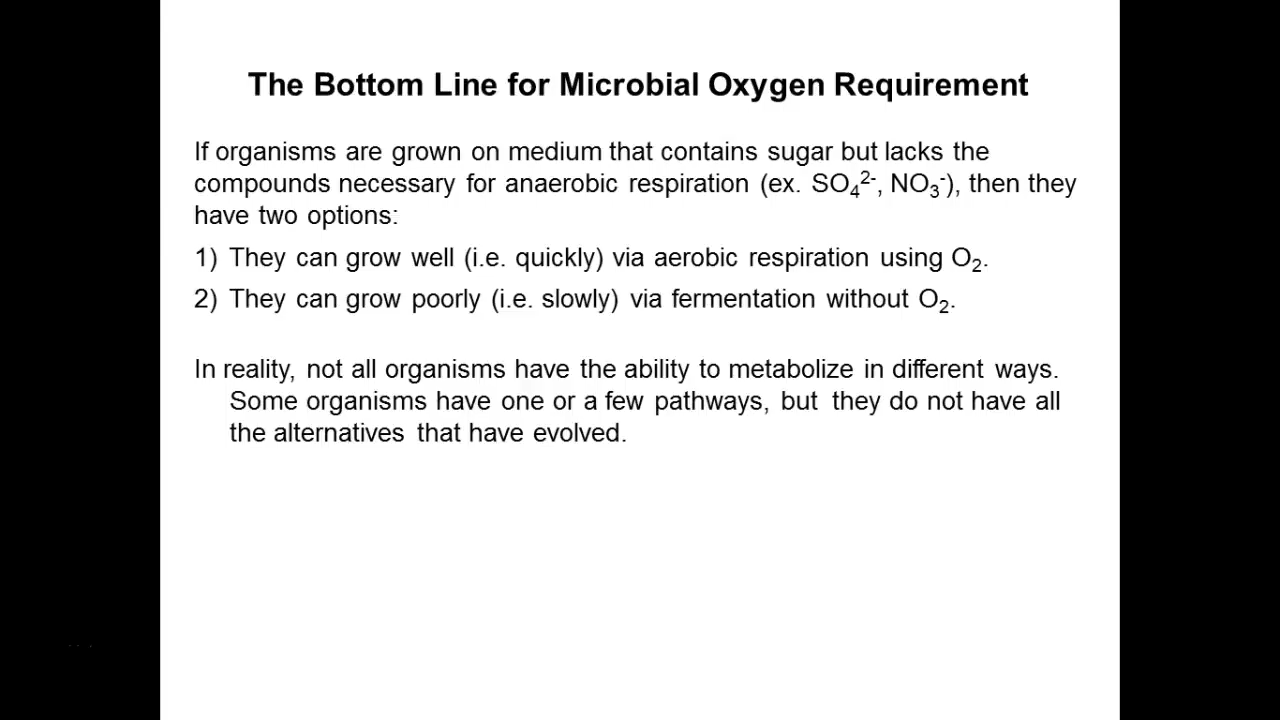 The Bottom Line for Microbial Oxygen Requirement
If organisms are grown on medium that contains sugar but lacks the
compounds necessary for anaerobic respiration (ex. SO₄²⁻, NO₃⁻), then they
have two options:
1) They can grow well (i.e. quickly) via aerobic respiration using O₂.
2) They can grow poorly (i.e. slowly) via fermentation without O₂.
In reality, not all organisms have the ability to metabolize in different ways.
Some organisms have one or a few pathways, but they do not have all
the alternatives that have evolved.